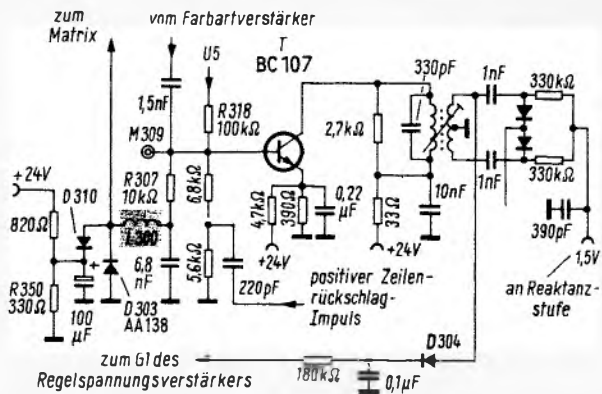 zum
Matrix
vom Farbartverstärker
U5
T
BC 107
1,5nF
R318
100kΩ
M309
330pF
1nF
330kΩ
2,7kΩ
+24V
D310
R307
10kΩ
6,8kΩ
820Ω
4,7kΩ
390Ω
0,22
µF
33Ω
10nF
1nF
330kΩ
+24V
+24V
390pF
1,5V
R350
330Ω
+
100
µF
6,8
nF
D303
AA138
5,6kΩ
220pF
positiver Zeilen-
rückschlag-
Impuls
an Reaktanz-
stufe
D304
zum G1 des
Regelspannungsverstärkers
180kΩ
0,1µF